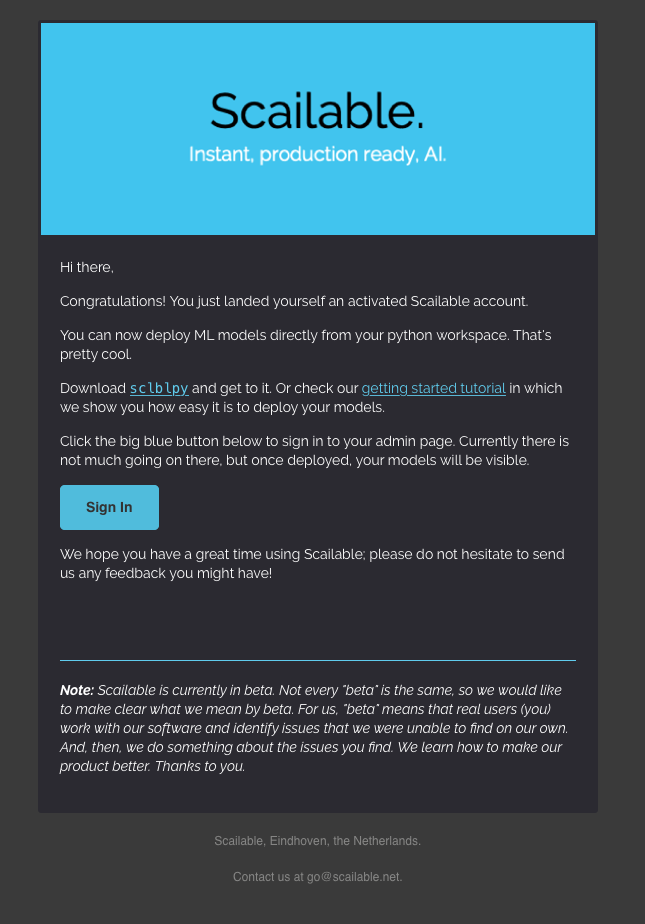 Scailable.
Instant, production ready, AI.
Hi there,
Congratulations! You just landed yourself an activated Scailable account.
You can now deploy ML models directly from your python workspace. That's
pretty cool.
Download sclblpy and get to it. Or check our getting started tutorial in which
we show you how easy it is to deploy your models.
Click the big blue button below to sign in to your admin page. Currently there is
not much going on there, but once deployed, your models will be visible.
Sign In
We hope you have a great time using Scailable; please do not hesitate to send
us any feedback you might have!
Note: Scailable is currently in beta. Not every "beta" is the same, so we would like
to make clear what we mean by beta. For us, "beta" means that real users (you)
work with our software and identify issues that we were unable to find on our own.
And, then, we do something about the issues you find. We learn how to make our
product better. Thanks to you.
Scailable, Eindhoven, the Netherlands.
Contact us at go@scailable.net.